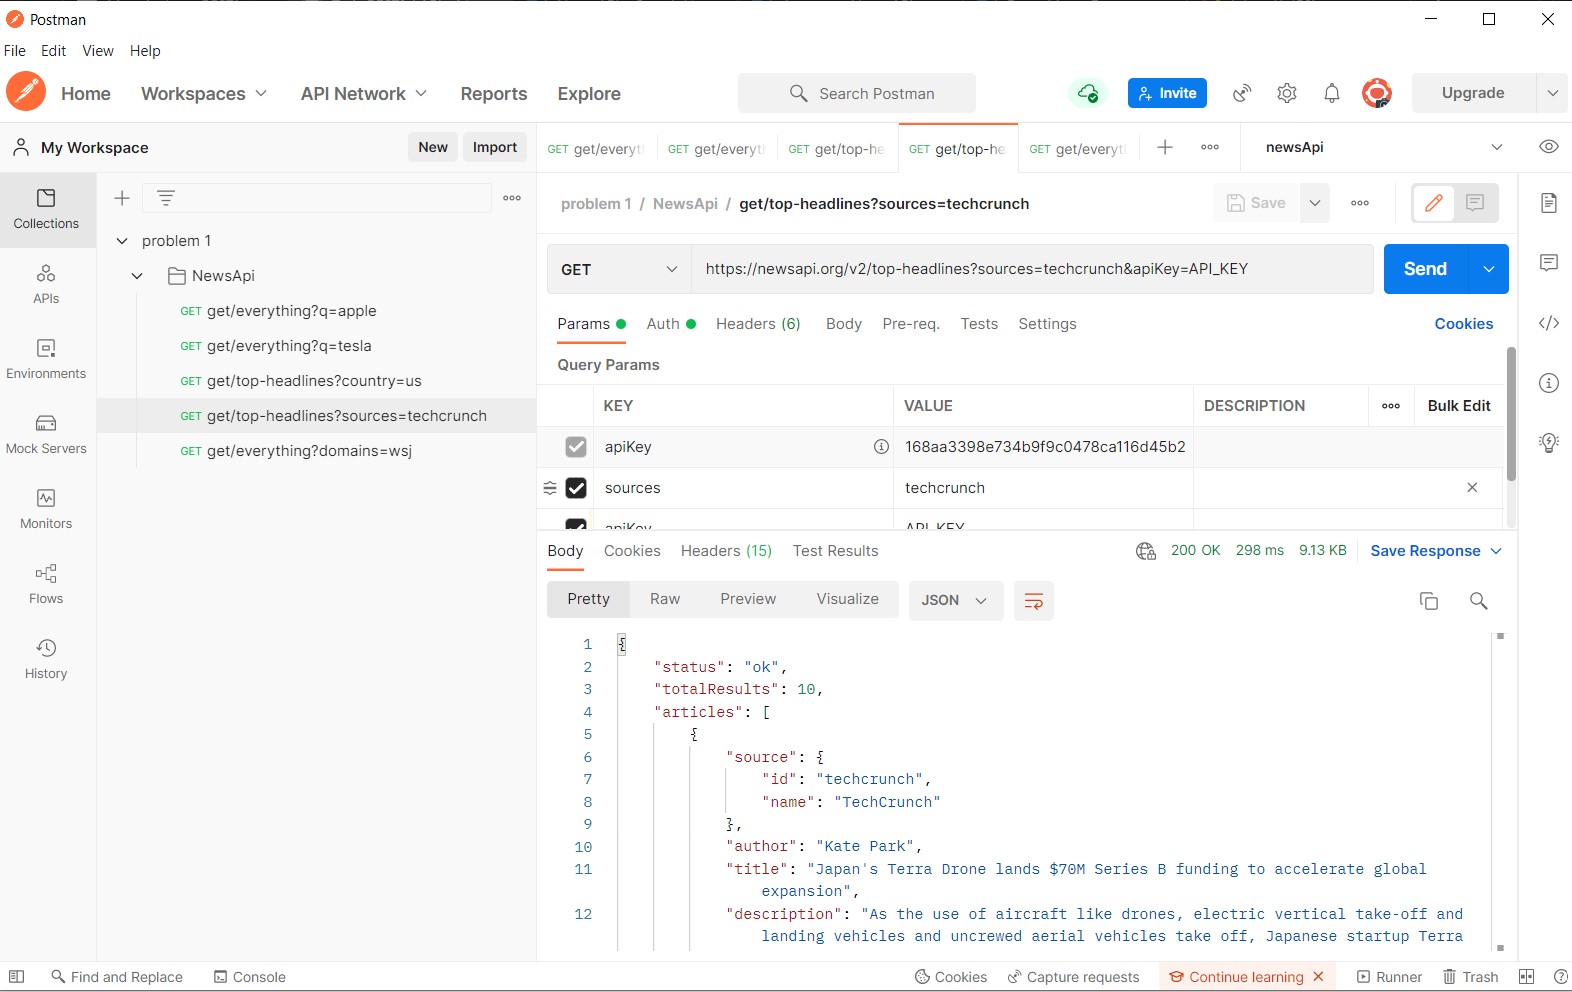 Postman
File Edit View Help
Home Workspaces API Network Reports Explore Search Postman Invite Upgrade
My Workspace New Import
GET get/everyt GET get/everyt GET get/top-he GET get/top-he GET get/everytl newsApi
Collections
APIs
Environments
Mock Servers
Monitors
Flows
History
problem 1
NewsApi
GET get/everything?q=apple
GET get/everything?q=tesla
GET get/top-headlines?country=us
GET get/top-headlines?sources=techcrunch
GET get/everything?domains=wsj
problem 1 / NewsApi / get/top-headlines?sources=techcrunch Save
GET https://newsapi.org/v2/top-headlines?sources=techcrunch&apiKey=API_KEY Send
Params Auth Headers (6) Body Pre-req. Tests Settings Cookies
Query Params
KEY VALUE DESCRIPTION Bulk Edit
apiKey 168aa3398e734b9f9c0478ca116d45b2
sources techcrunch
apiKey API_KEY
Body Cookies Headers (15) Test Results 200 OK 298 ms 9.13 KB Save Response
Pretty Raw Preview Visualize JSON
1 {
2 "status": "ok",
3 "totalResults": 10,
4 "articles": [
5 {
6 "source": {
7 "id": "techcrunch",
8 "name": "TechCrunch"
9 },
10 "author": "Kate Park",
11 "title": "Japan's Terra Drone lands $70M Series B funding to accelerate global
expansion",
12 "description": "As the use of aircraft like drones, electric vertical take-off and
landing vehicles and uncrewed aerial vehicles take off, Japanese startup Terra
Find and Replace Console Cookies Capture requests Continue learning Runner Trash